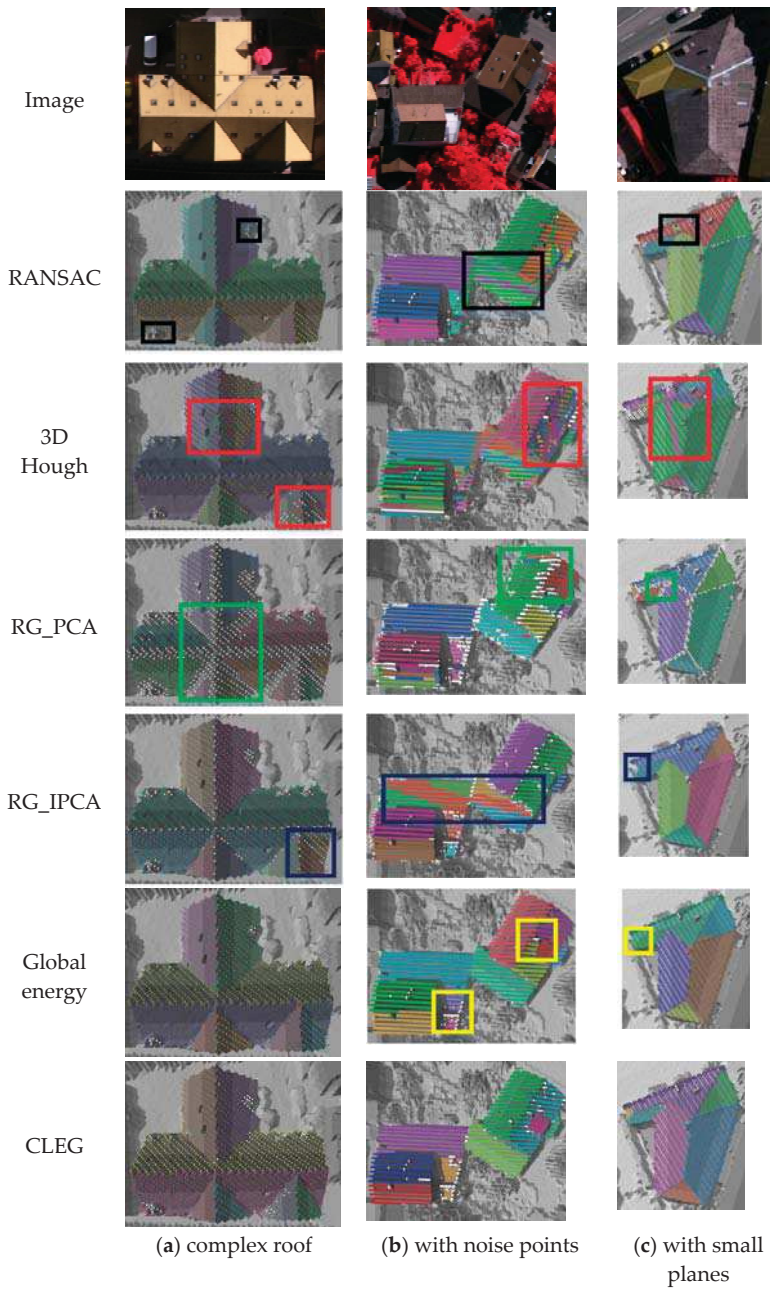 Image
RANSAC
3D
Hough
RG_PCA
RG_IPCA
Global
energy
CLEG
(a) complex roof
(b) with noise points
(c) with small
planes